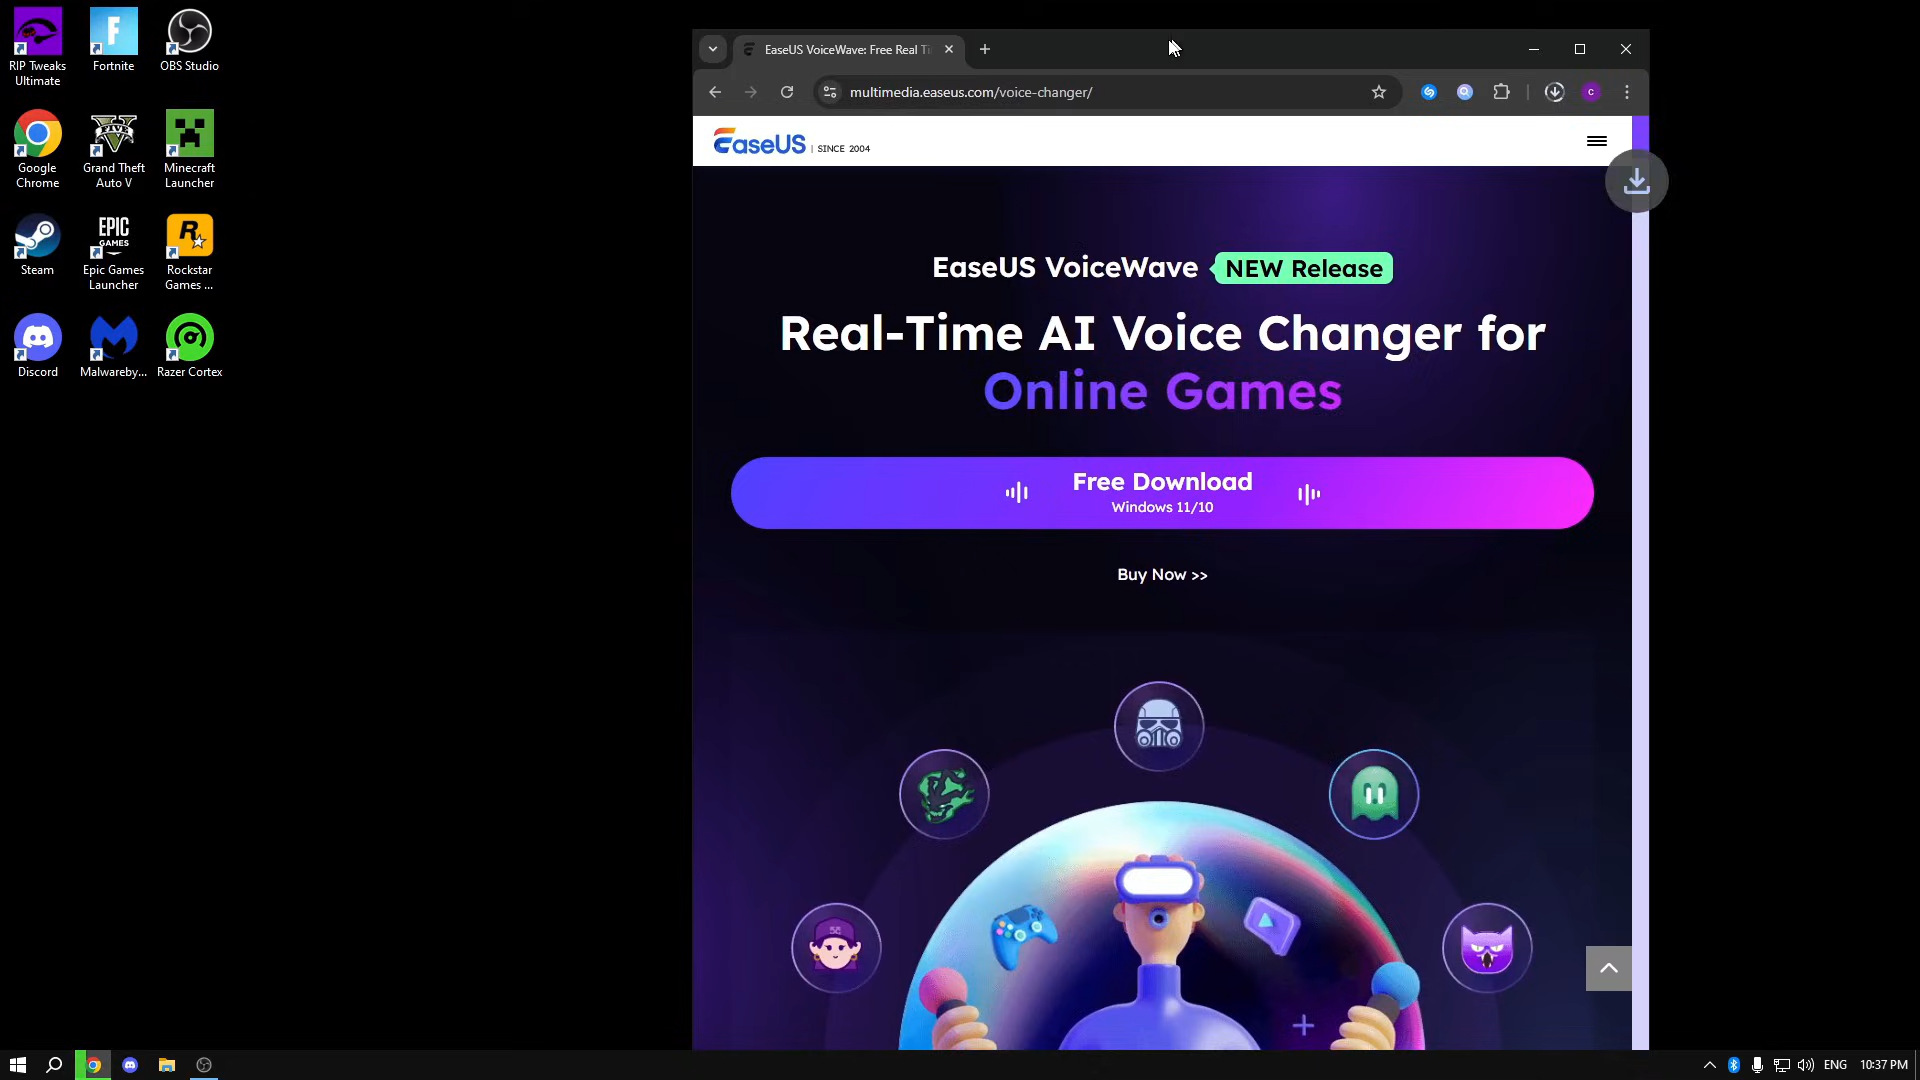 RIP Tweaks
Ultimate
Fortnite
OBS Studio
Google
Chrome
Grand Theft
Auto V
Minecraft
Launcher
Steam
EPIC
GAMES
Epic Games
Launcher
Rockstar
Games ...
Discord
Malwareby...
Razer Cortex
EaseUS VoiceWave: Free Real Ti
multimedia.easeus.com/voice-changer/
c
EaseUS | SINCE 2004
EaseUS VoiceWave NEW Release
Real-Time AI Voice Changer for
Online Games
Free Download
Windows 11/10
Buy Now >>
ENG 10:37 PM